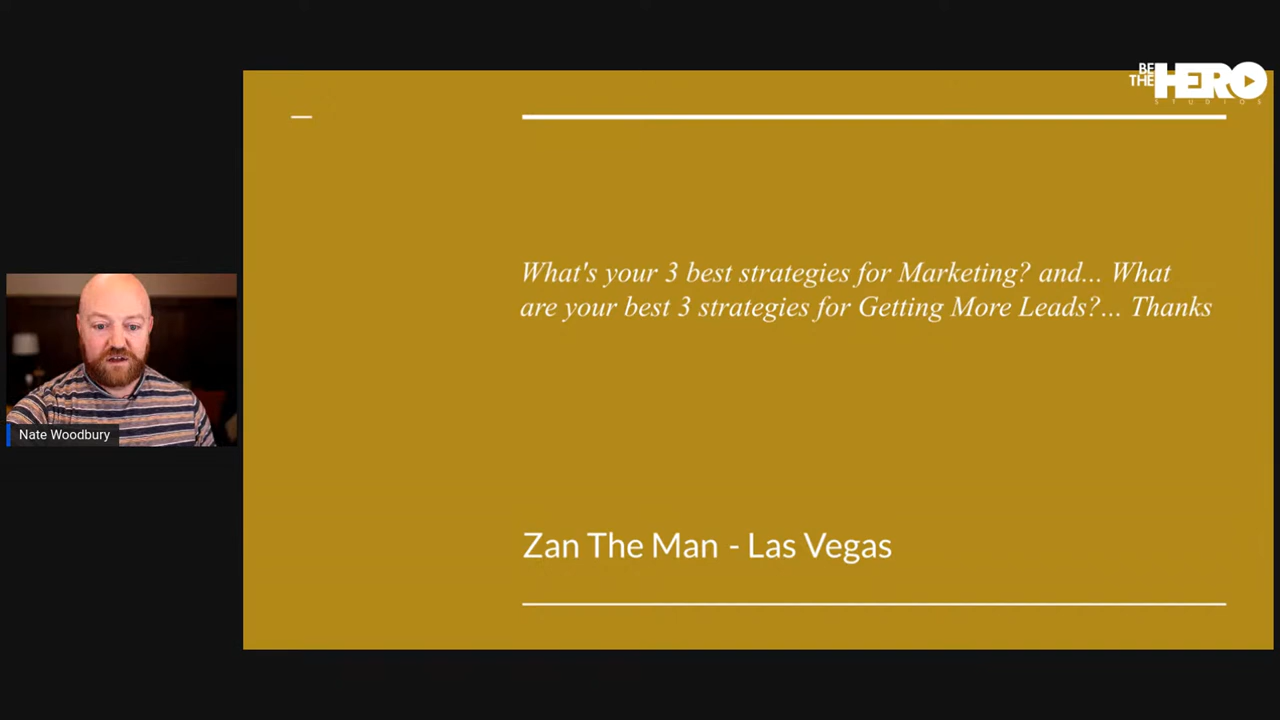 BE
THE HERO
STUDIOS
What's your 3 best strategies for Marketing? and... What
are your best 3 strategies for Getting More Leads?... Thanks
Nate Woodbury
Zan The Man - Las Vegas